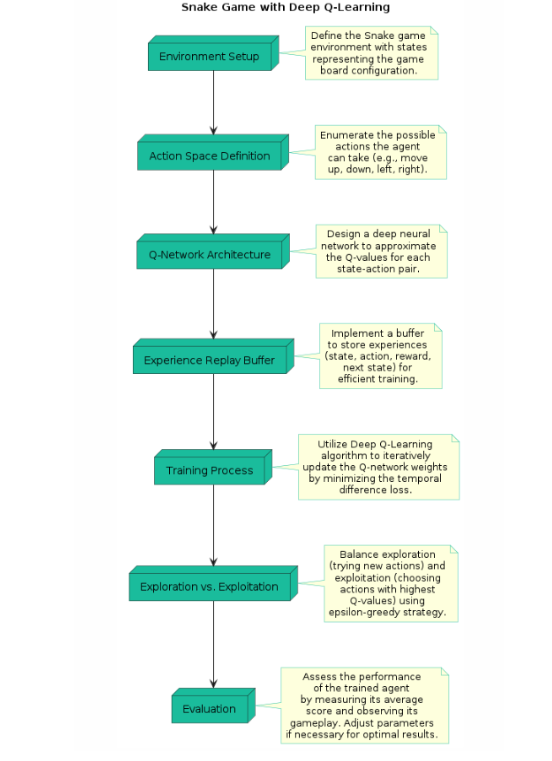 Snake Game with Deep Q-Learning
Environment Setup
Define the Snake game
environment with states
representing the game
board configuration.
Action Space Definition
Enumerate the possible
actions the agent
can take (e.g., move
up, down, left, right).
Q-Network Architecture
Design a deep neural
network to approximate
the Q-values for each
state-action pair.
Experience Replay Buffer
Implement a buffer
to store experiences
(state, action, reward,
next state) for
efficient training.
Training Process
Utilize Deep Q-Learning
algorithm to iteratively
update the Q-network weights
by minimizing the temporal
difference loss.
Exploration vs. Exploitation
Balance exploration
(trying new actions) and
exploitation (choosing
actions with highest
Q-values) using
epsilon-greedy strategy.
Evaluation
Assess the performance
of the trained agent
by measuring its average
score and observing its
gameplay. Adjust parameters
if necessary for optimal results.